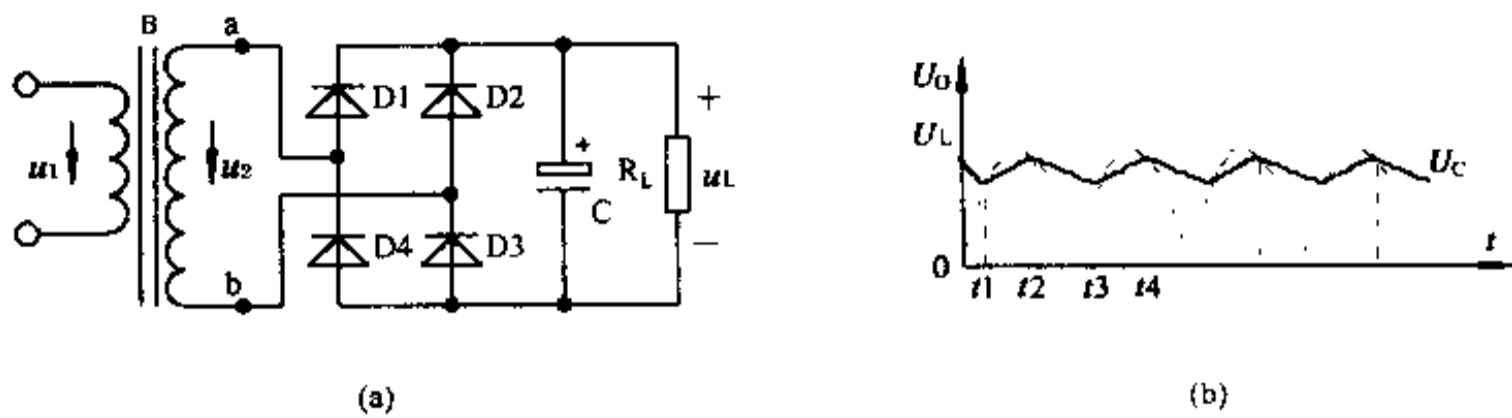 B
a
b
u1
u2
D1
D2
D4
D3
+
C
RL
+
uL
−
(a)
UO
UL
UC
0
t1
t2
t3
t4
t
(b)